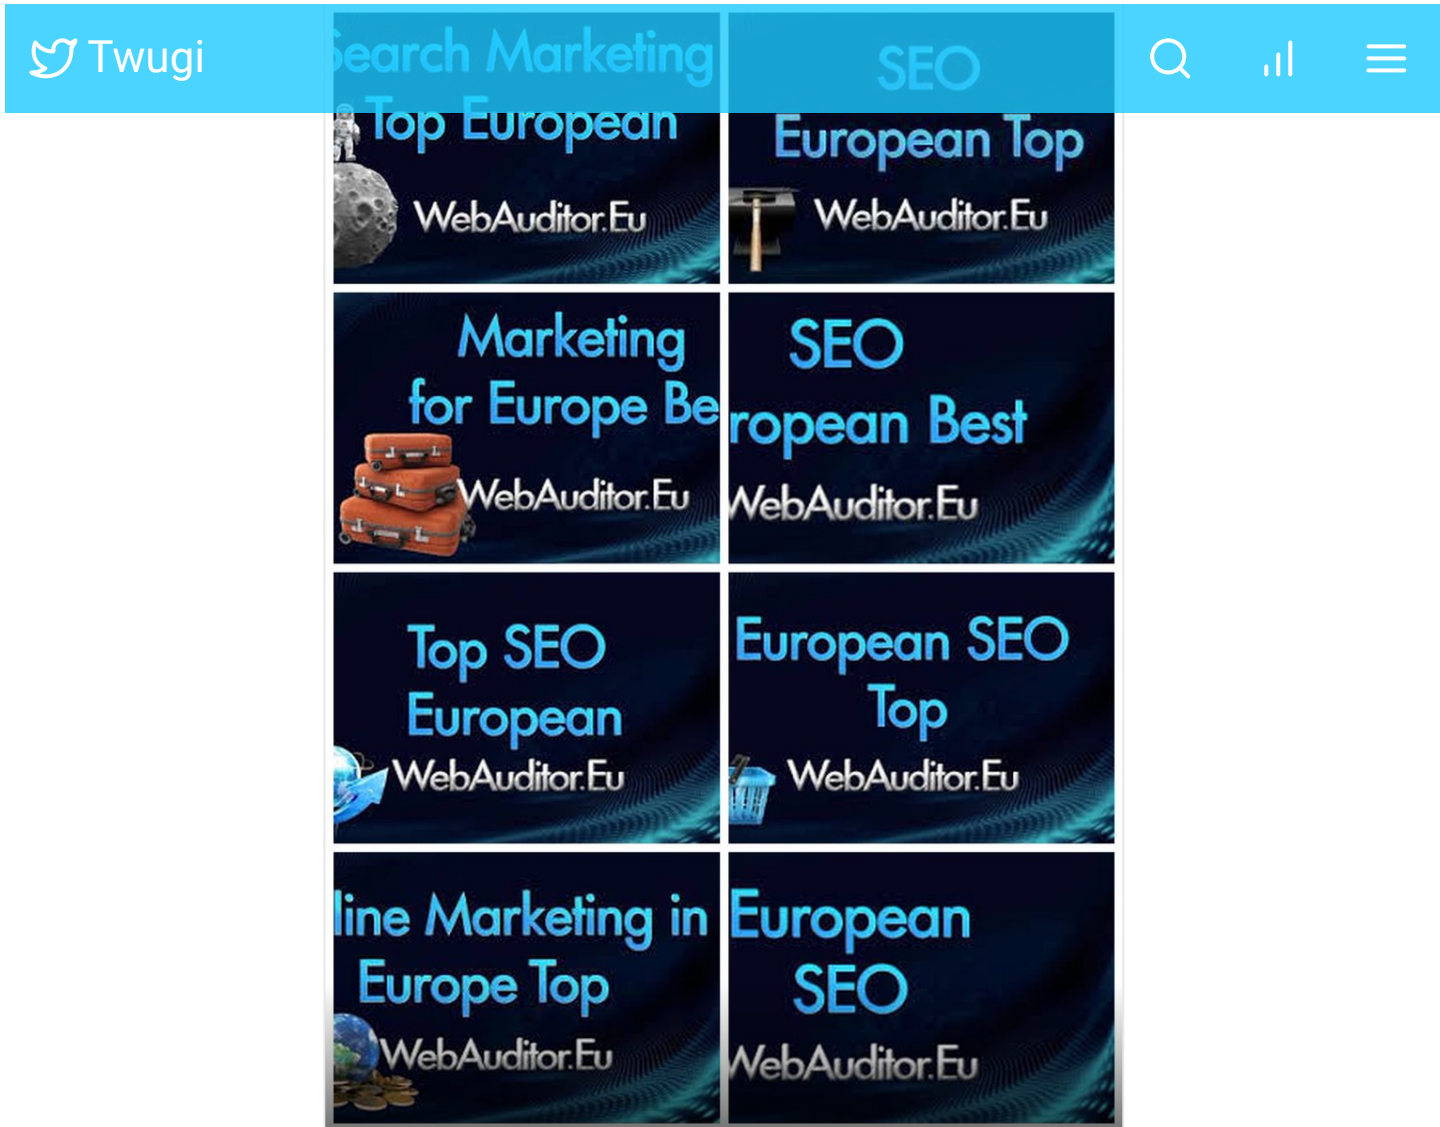 Twugi
Search Marketing
Top European
WebAuditor.Eu
SEO
European Top
WebAuditor.Eu
Marketing
for Europe Be
WebAuditor.Eu
SEO
ropean Best
WebAuditor.Eu
Top SEO
European
WebAuditor.Eu
European SEO
Top
WebAuditor.Eu
line Marketing in
Europe Top
WebAuditor.Eu
European
SEO
WebAuditor.Eu